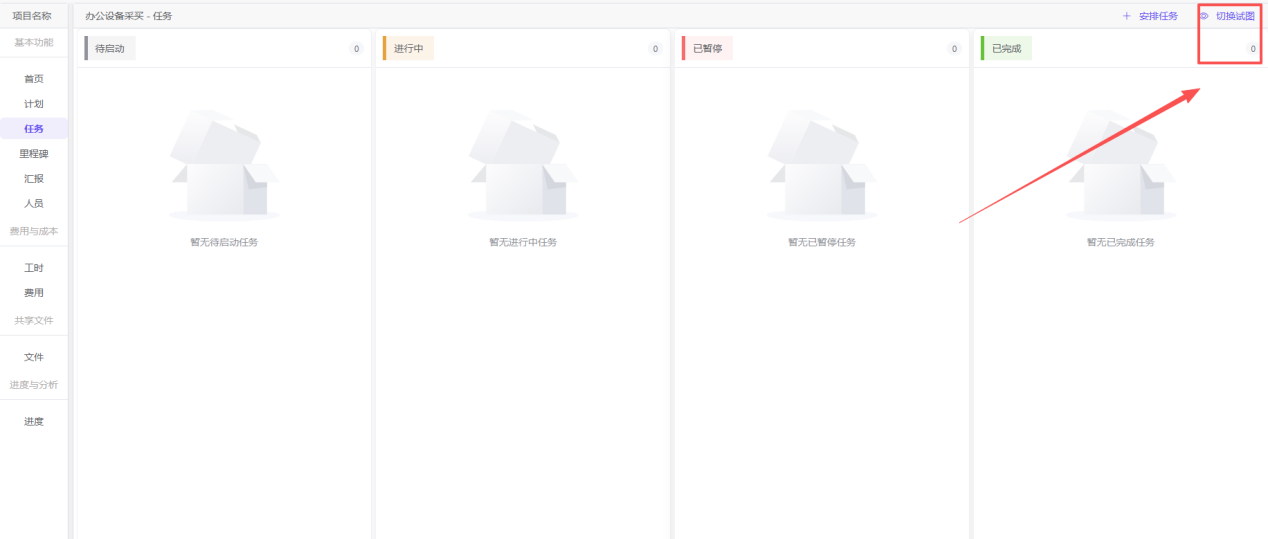 项目名称
办公设备采买 - 任务
+ 安排任务
切换试图
基本功能
首页
计划
任务
里程碑
汇报
人员
费用与成本
工时
费用
共享文件
文件
进度与分析
进度
待启动 0
暂无待启动任务
进行中 0
暂无进行中任务
已暂停 0
暂无已暂停任务
已完成 0
暂无已完成任务